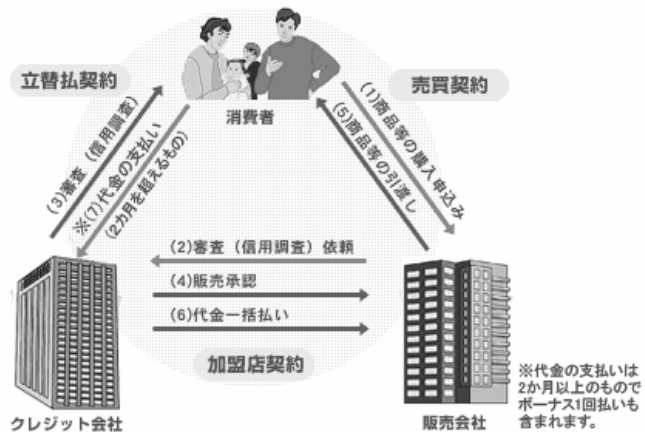 立替払契約
売買契約
消費者
(1)商品等の購入申込み
(5)商品等の引渡し
(3)審査（信用調査）
※(7)代金の支払い
(2カ月を超えるもの)
(2)審査（信用調査）依頼
(4)販売承認
(6)代金一括払い
加盟店契約
クレジット会社
販売会社
※代金の支払いは
2か月以上のもので
ボーナス1回払いも
含まれます。